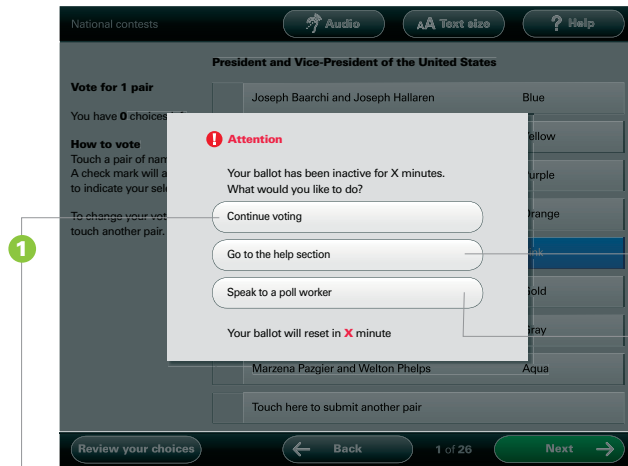 National contests
Audio
AA Text size
? Help
President and Vice-President of the United States
Vote for 1 pair
You have 0 choices
How to vote
Touch a pair of nam
A check mark will a
to indicate your sele
To change your vot
touch another pair.
Joseph Baarchi and Joseph Hallaren Blue
ellow
urple
Orange
ink
Gold
Gray
Marzena Pazgier and Welton Phelps Aqua
Touch here to submit another pair
! Attention
Your ballot has been inactive for X minutes.
What would you like to do?
Continue voting
Go to the help section
Speak to a poll worker
Your ballot will reset in X minute
1
Review your choices
Back
1 of 26
Next